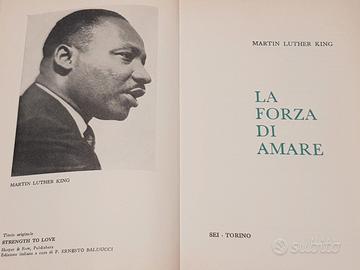 MARTIN LUTHER KING
Titolo originale
STRENGTH TO LOVE
Harper & Row, Publishers
Edizione italiana a cura di P. ERNESTO BALDUCCI
MARTIN LUTHER KING
LA
FORZA
DI
AMARE
SEI - TORINO
subito